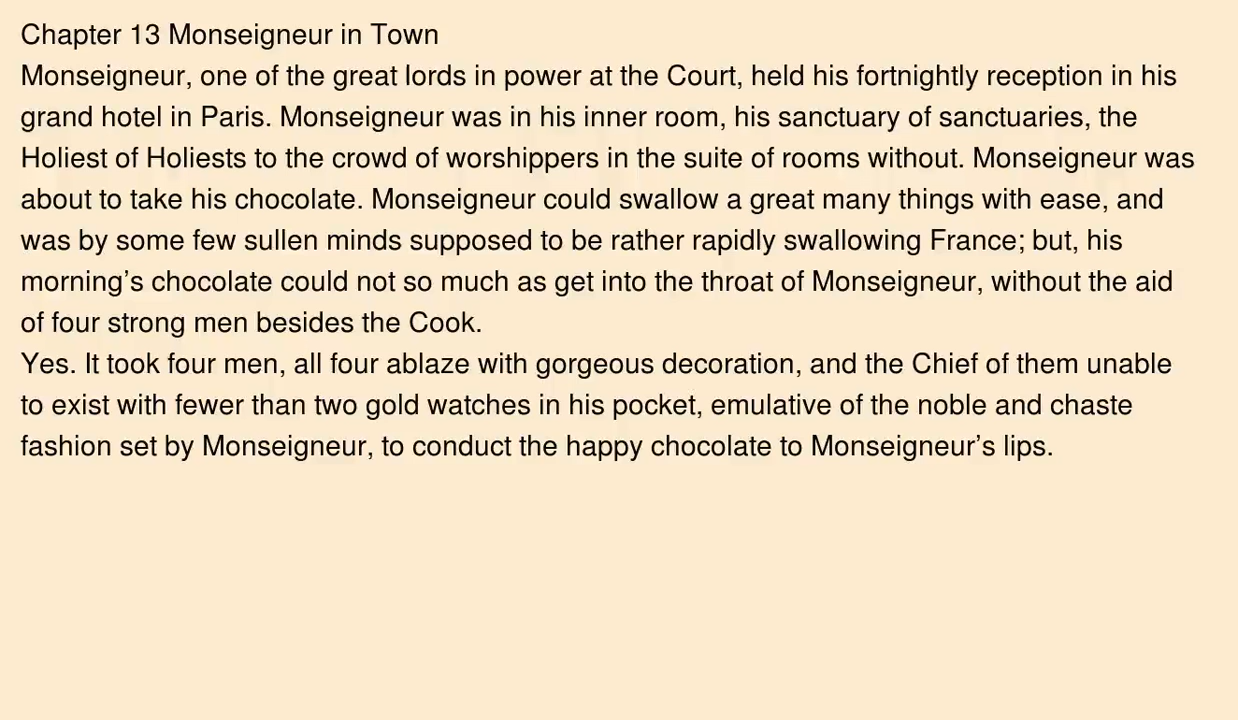 Chapter 13 Monseigneur in Town
Monseigneur, one of the great lords in power at the Court, held his fortnightly reception in his
grand hotel in Paris. Monseigneur was in his inner room, his sanctuary of sanctuaries, the
Holiest of Holiests to the crowd of worshippers in the suite of rooms without. Monseigneur was
about to take his chocolate. Monseigneur could swallow a great many things with ease, and
was by some few sullen minds supposed to be rather rapidly swallowing France; but, his
morning’s chocolate could not so much as get into the throat of Monseigneur, without the aid
of four strong men besides the Cook.
Yes. It took four men, all four ablaze with gorgeous decoration, and the Chief of them unable
to exist with fewer than two gold watches in his pocket, emulative of the noble and chaste
fashion set by Monseigneur, to conduct the happy chocolate to Monseigneur’s lips.